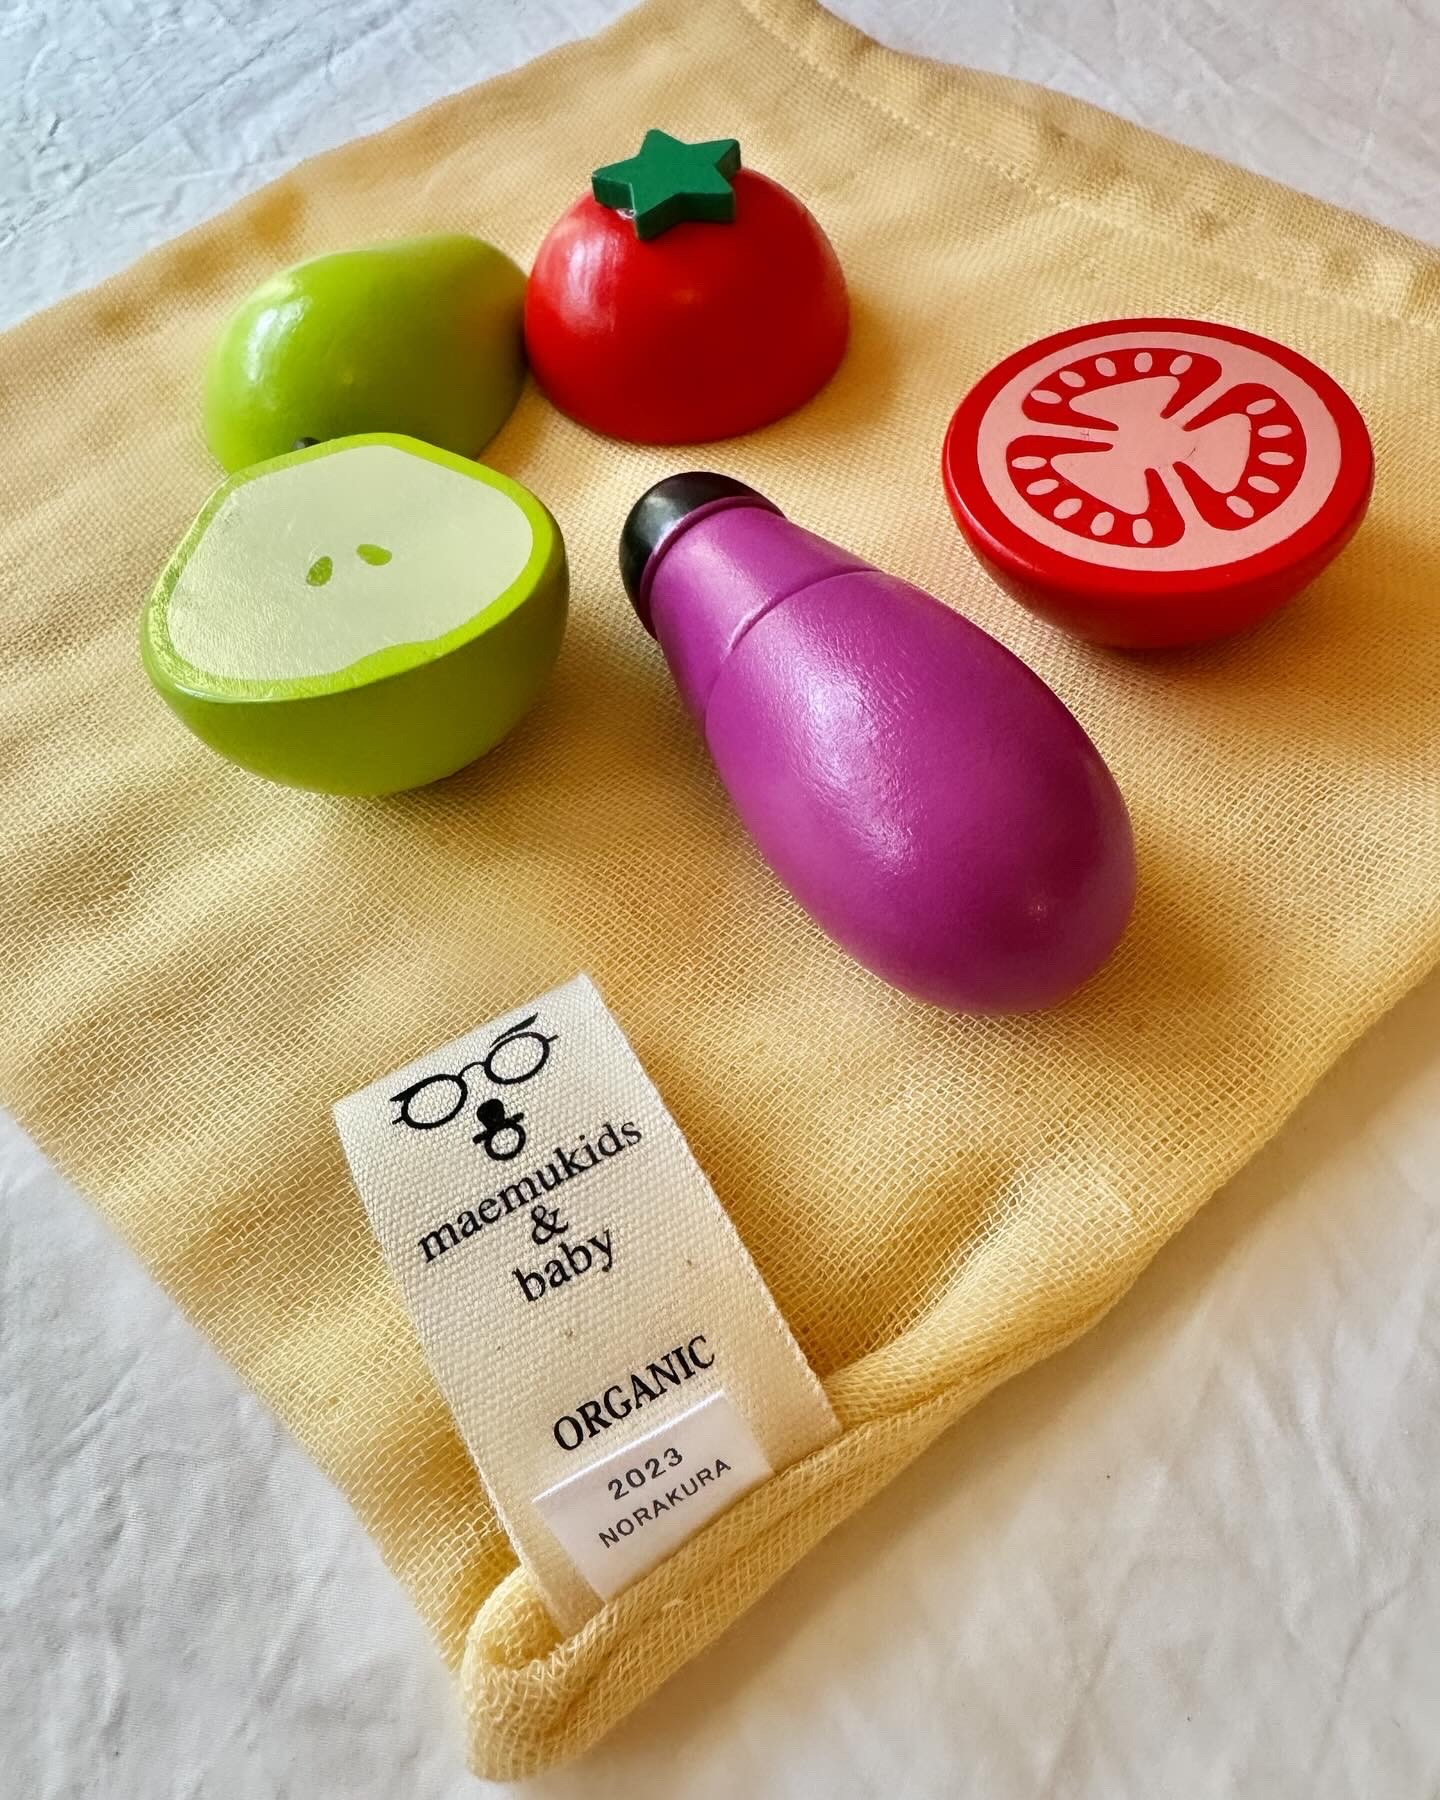 maemukids
&
baby
ORGANIC
2023
NORAKURA